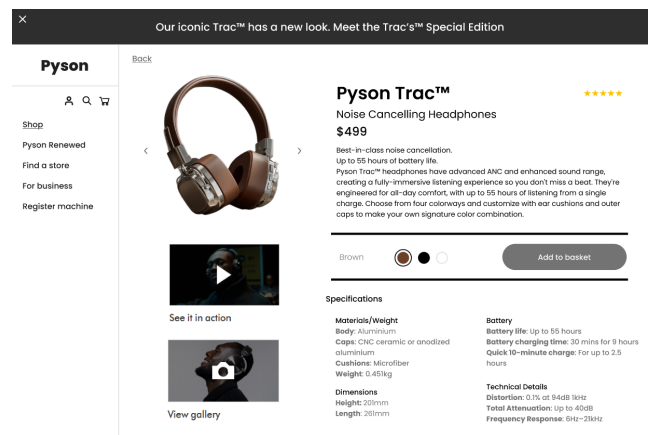 Our iconic Trac™ has a new look. Meet the Trac's™ Special Edition
Pyson
Shop
Pyson Renewed
Find a store
For business
Register machine
Back
See it in action
View gallery
Pyson Trac™
Noise Cancelling Headphones
$499
Best-in-class noise cancellation.
Up to 55 hours of battery life.
Pyson Trac™ headphones have advanced ANC and enhanced sound range,
creating a fully-immersive listening experience so you don't miss a beat. They're
engineered for all-day comfort, with up to 55 hours of listening from a single
charge. Choose from four colorways and customize with ear cushions and outer
caps to make your own signature color combination.
Brown
Add to basket
Specifications
Materials/Weight
Body: Aluminium
Caps: CNC ceramic or anodized
aluminium
Cushions: Microfiber
Weight: 0.451kg
Dimensions
Height: 201mm
Length: 261mm
Battery
Battery life: Up to 55 hours
Battery charging time: 30 mins for 9 hours
Quick 10-minute charge: For up to 2.5
hours
Technical Details
Distortion: 0.1% at 94dB 1kHz
Total Attenuation: Up to 40dB
Frequency Response: 6Hz–21kHz